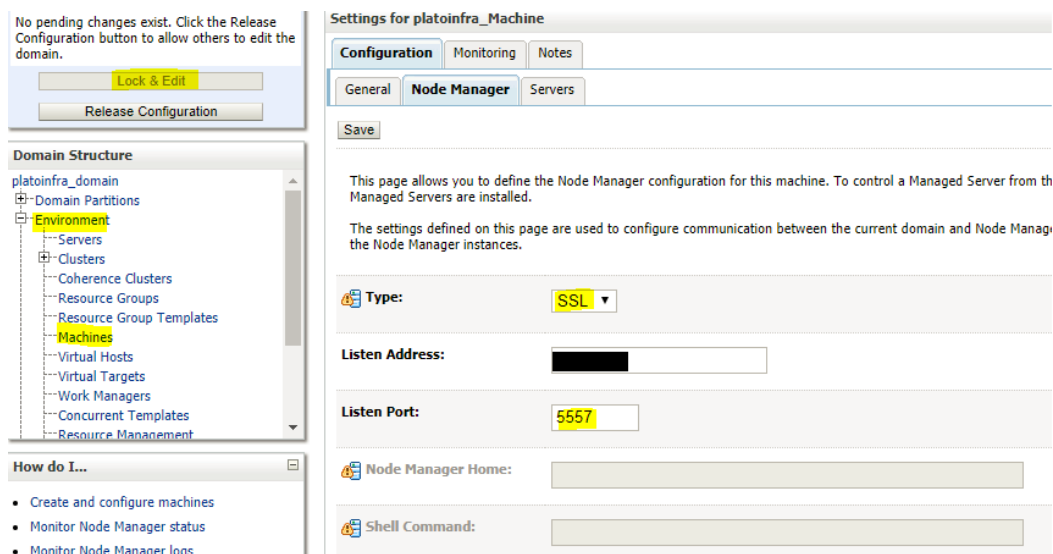 No pending changes exist. Click the Release
Configuration button to allow others to edit the
domain.
Lock & Edit
Release Configuration
Domain Structure
platoinfra_domain
Domain Partitions
Environment
Servers
Clusters
Coherence Clusters
Resource Groups
Resource Group Templates
Machines
Virtual Hosts
Virtual Targets
Work Managers
Concurrent Templates
Resource Management
How do I...
Create and configure machines
Monitor Node Manager status
Monitor Node Manager logs
Settings for platoinfra_Machine
Configuration Monitoring Notes
General Node Manager Servers
Save
This page allows you to define the Node Manager configuration for this machine. To control a Managed Server from th
Managed Servers are installed.
The settings defined on this page are used to configure communication between the current domain and Node Manage
the Node Manager instances.
Type: SSL
Listen Address:
Listen Port: 5557
Node Manager Home:
Shell Command: